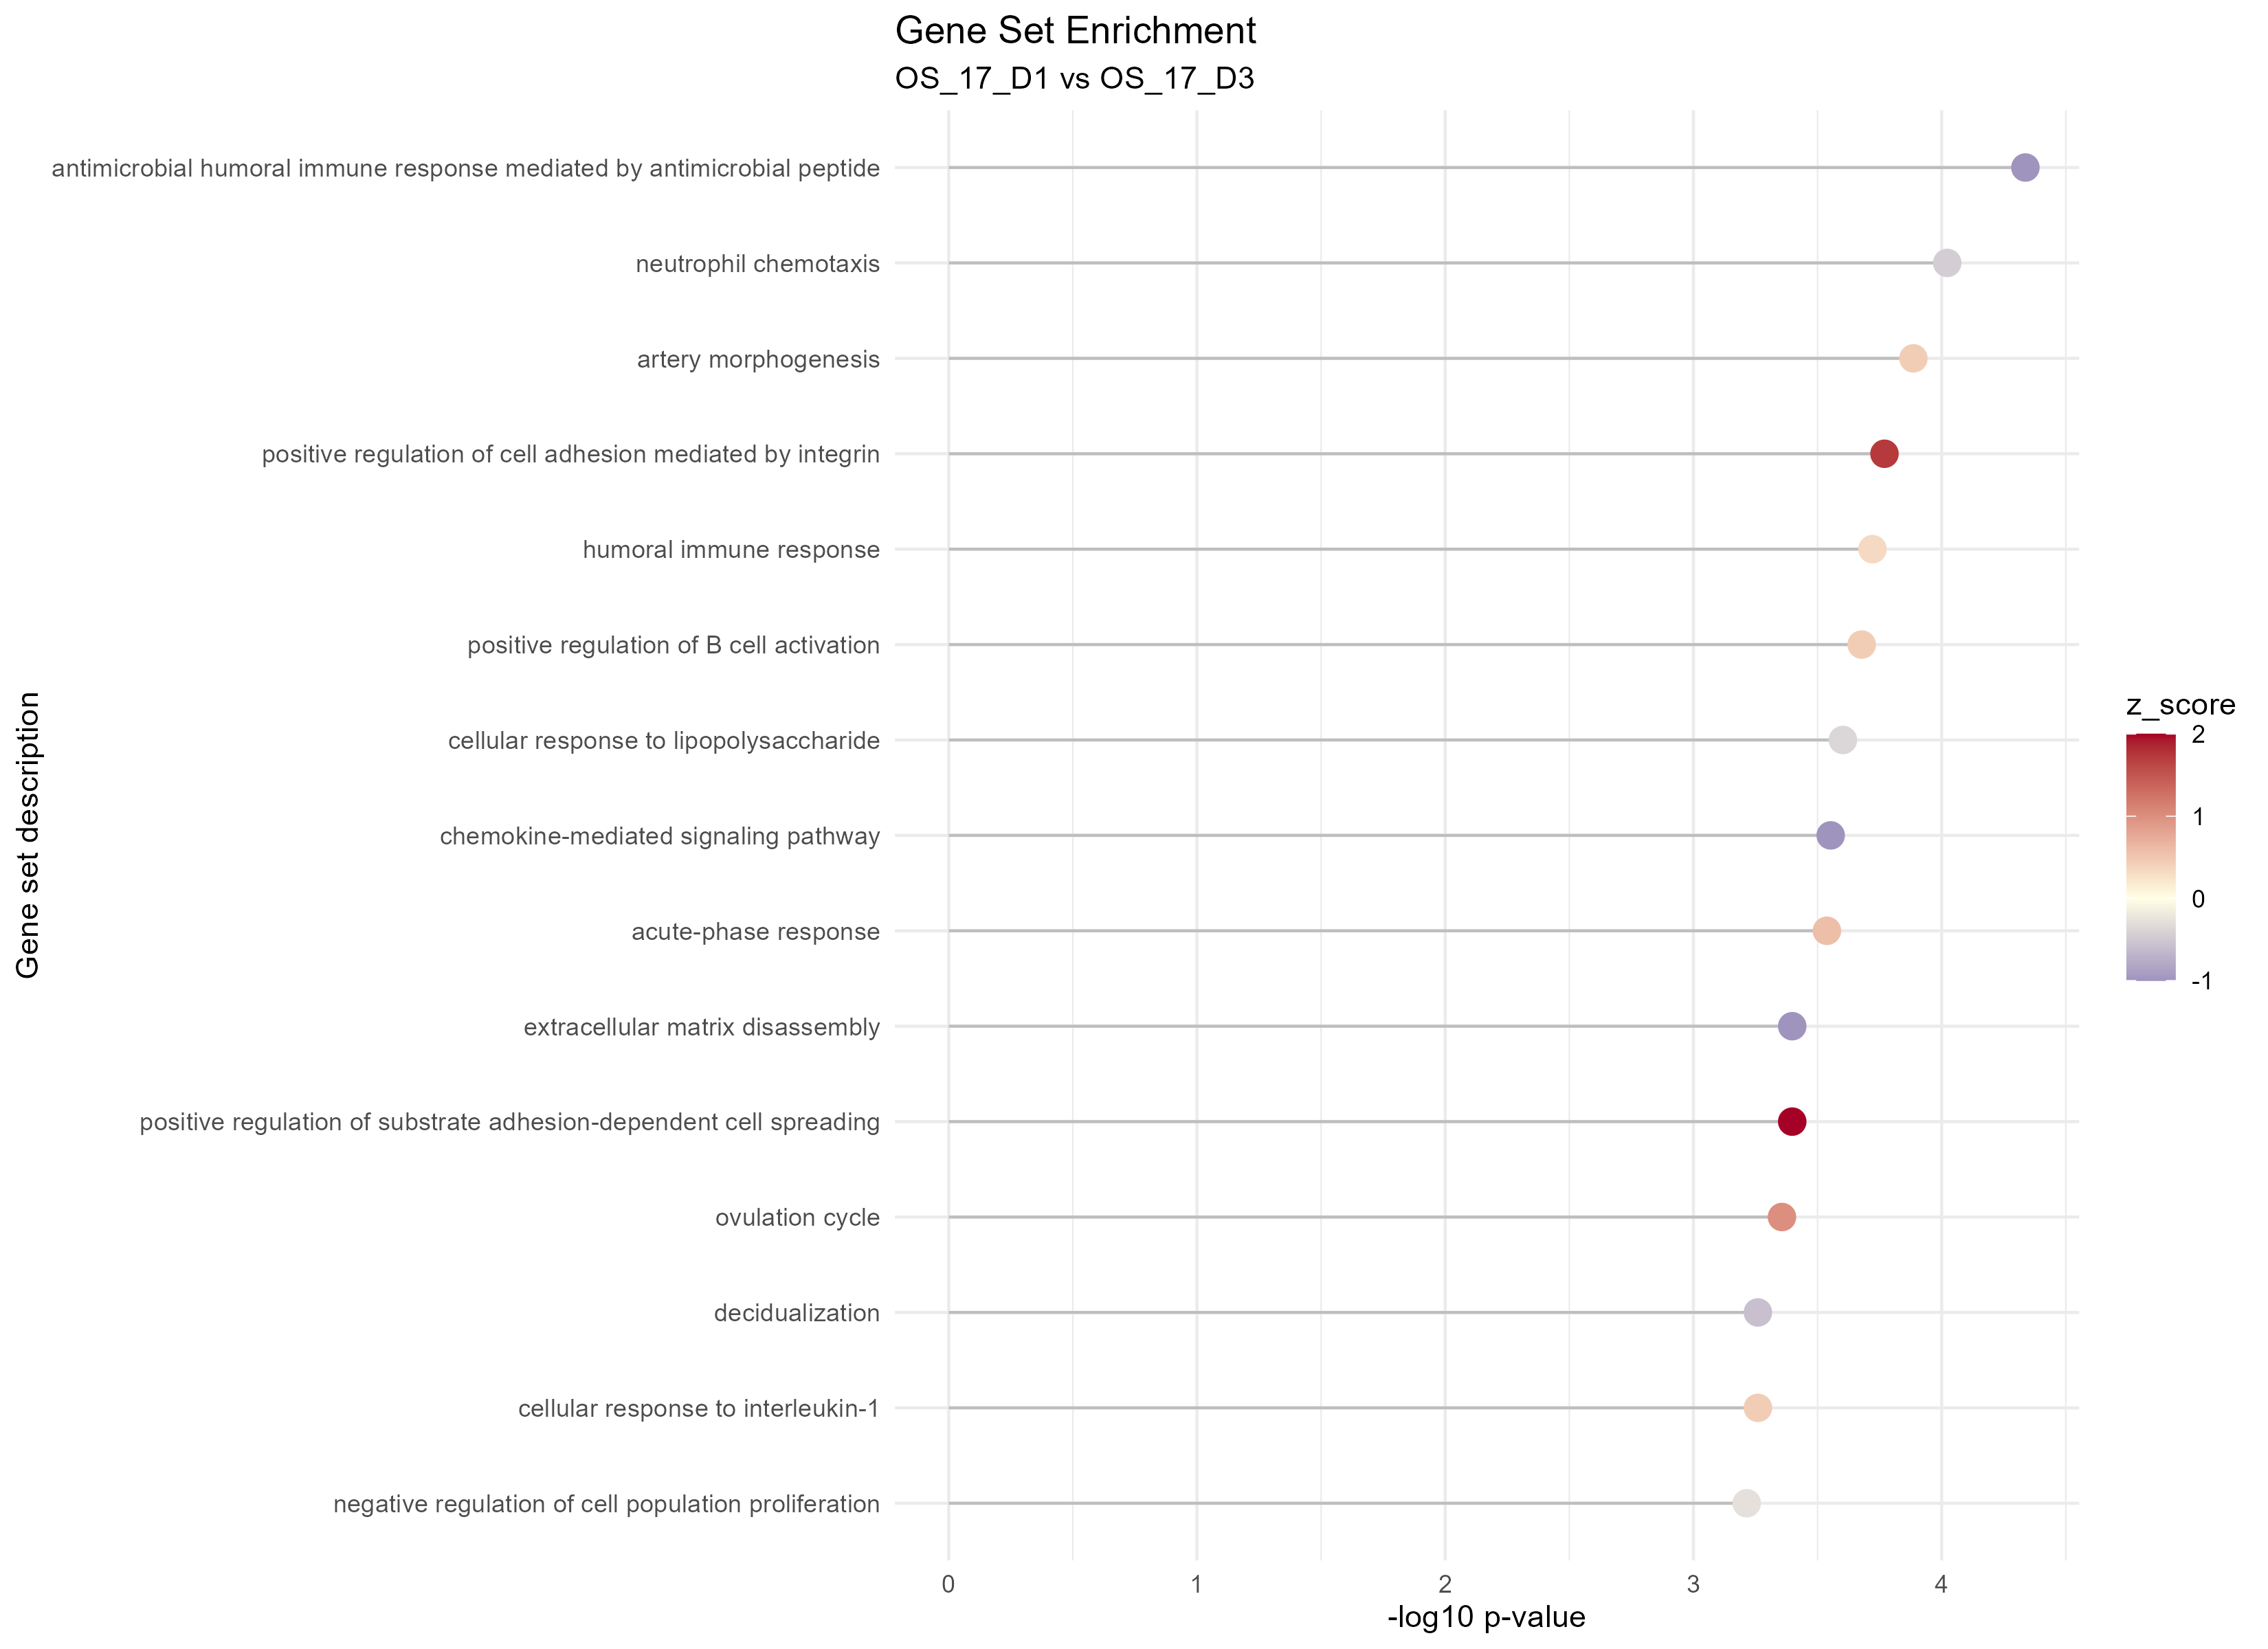 Gene Set Enrichment
OS_17_D1 vs OS_17_D3
antimicrobial humoral immune response mediated by antimicrobial peptide
neutrophil chemotaxis
artery morphogenesis
positive regulation of cell adhesion mediated by integrin
humoral immune response
positive regulation of B cell activation
cellular response to lipopolysaccharide
chemokine-mediated signaling pathway
acute-phase response
extracellular matrix disassembly
positive regulation of substrate adhesion-dependent cell spreading
ovulation cycle
decidualization
cellular response to interleukin-1
negative regulation of cell population proliferation
Gene set description
0 1 2 3 4
-log10 p-value
z_score
2
1
0
-1